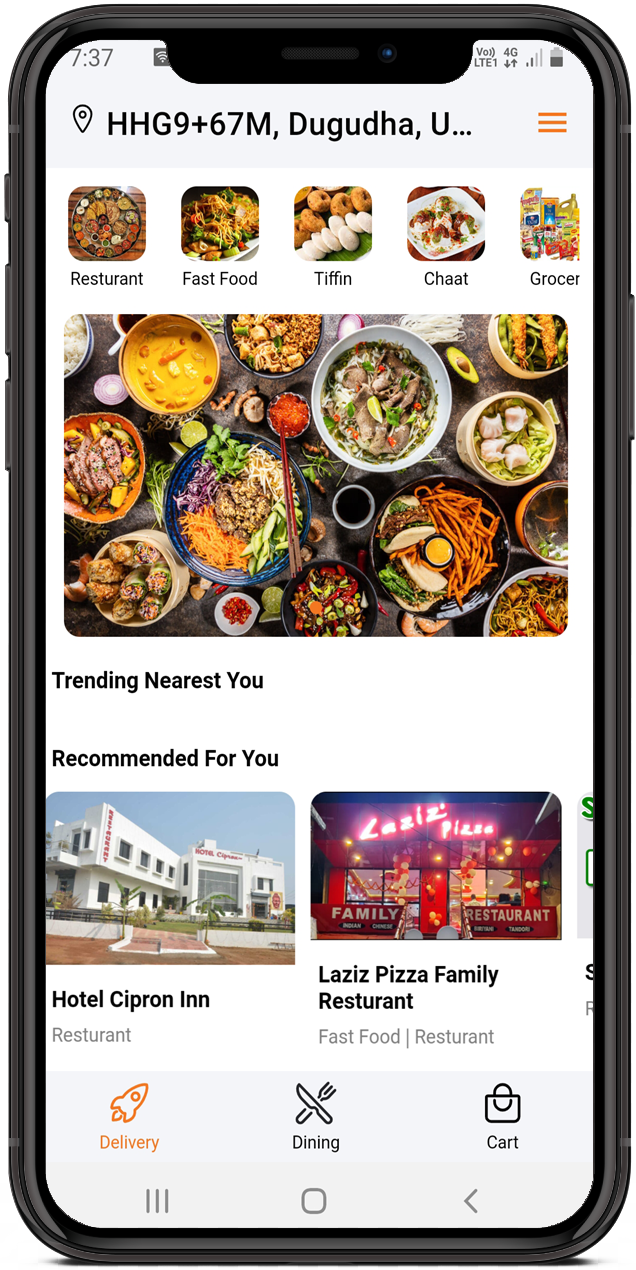 7:37
Vo)) 4G
LTE1
HHG9+67M, Dugudha, U...
Resturant
Fast Food
Tiffin
Chaat
Grocer
Trending Nearest You
Recommended For You
RESTAURANT
HOTEL Cipron
Laziz Pizza
FAMILY RESTAURANT
INDIAN CHINESE BIRIYANI TANDORI
S
Hotel Cipron Inn
Resturant
Laziz Pizza Family
Resturant
Fast Food | Resturant
S
R
Delivery
Dining
Cart